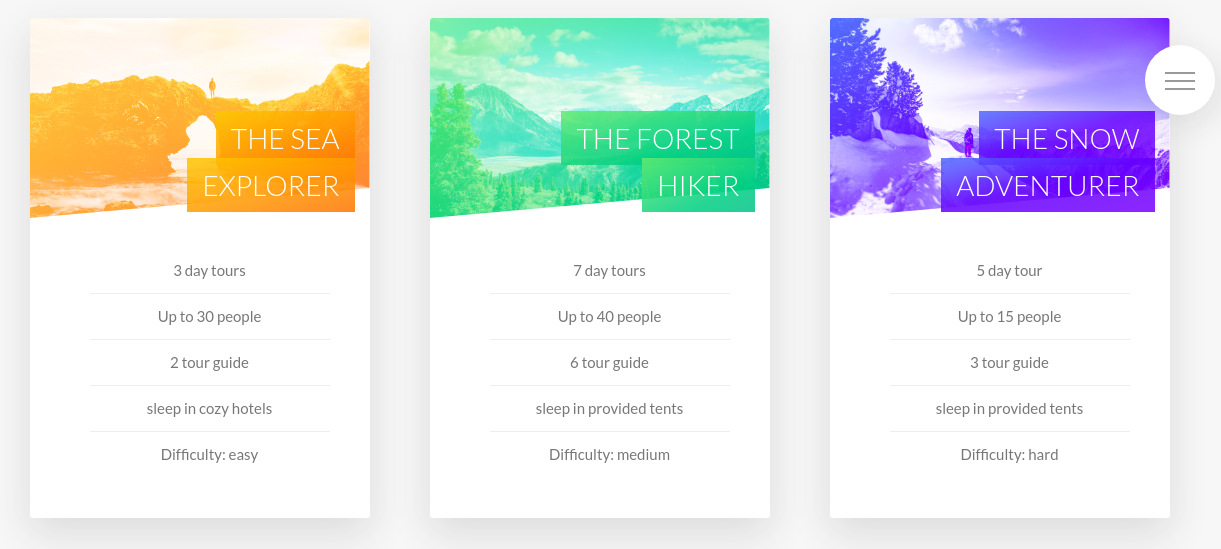 THE SEA
EXPLORER
3 day tours
Up to 30 people
2 tour guide
sleep in cozy hotels
Difficulty: easy
THE FOREST
HIKER
7 day tours
Up to 40 people
6 tour guide
sleep in provided tents
Difficulty: medium
THE SNOW
ADVENTURER
5 day tour
Up to 15 people
3 tour guide
sleep in provided tents
Difficulty: hard